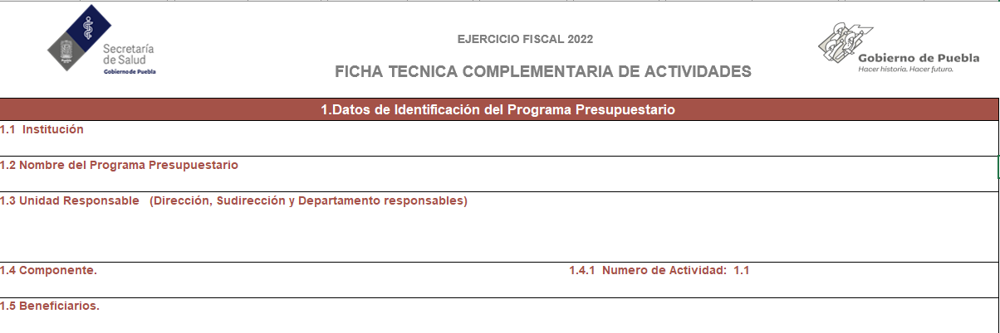 Secretaría
de Salud
Gobierno de Puebla
EJERCICIO FISCAL 2022
FICHA TECNICA COMPLEMENTARIA DE ACTIVIDADES
Gobierno de Puebla
Hacer historia. Hacer futuro.
1.Datos de Identificación del Programa Presupuestario
1.1 Institución
1.2 Nombre del Programa Presupuestario
1.3 Unidad Responsable (Dirección, Sudirección y Departamento responsables)
1.4 Componente.
1.4.1 Numero de Actividad: 1.1
1.5 Beneficiarios.